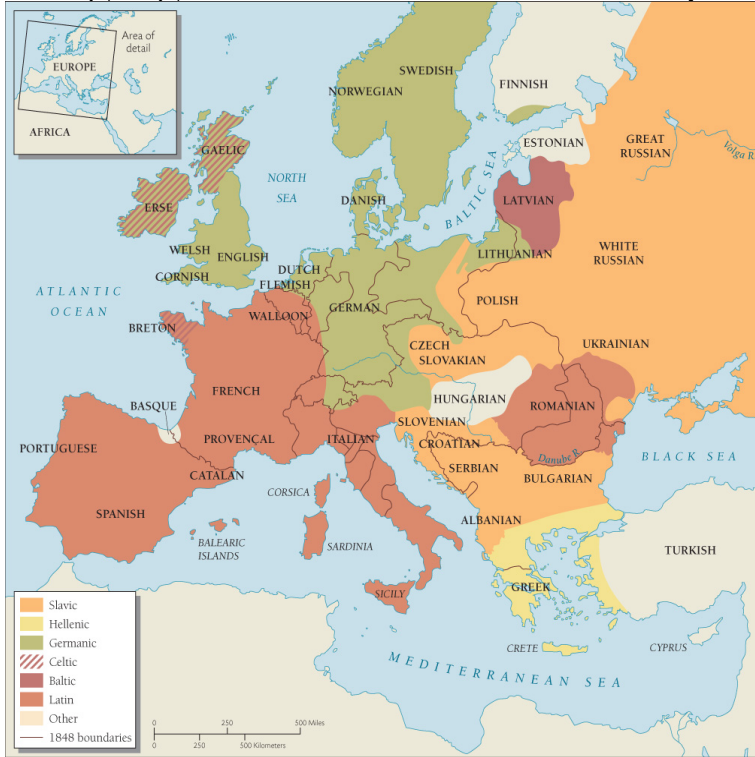 Area of
detail
EUROPE
AFRICA
SWEDISH
NORWEGIAN
FINNISH
ESTONIAN
GREAT
RUSSIAN
Volga R.
GAELIC
NORTH
SEA
BALTIC SEA
ERSE
DANISH
LATVIAN
WELSH
ENGLISH
CORNISH
DUTCH
FLEMISH
LITHUANIAN
WHITE
RUSSIAN
ATLANTIC
OCEAN
GERMAN
POLISH
WALLOON
BRETON
CZECH
SLOVAKIAN
UKRAINIAN
FRENCH
HUNGARIAN
ROMANIAN
BASQUE
SLOVENIAN
PORTUGUESE
PROVENÇAL
ITALIAN
CROATIAN
Danube R.
BLACK SEA
CATALAN
SERBIAN
BULGARIAN
CORSICA
SPANISH
ALBANIAN
BALEARIC
ISLANDS
SARDINIA
TURKISH
SICILY
GREEK
CRETE
CYPRUS
MEDITERRANEAN SEA
Slavic
Hellenic
Germanic
Celtic
Baltic
Latin
Other
1848 boundaries
0 250 500 Miles
0 250 500 Kilometers